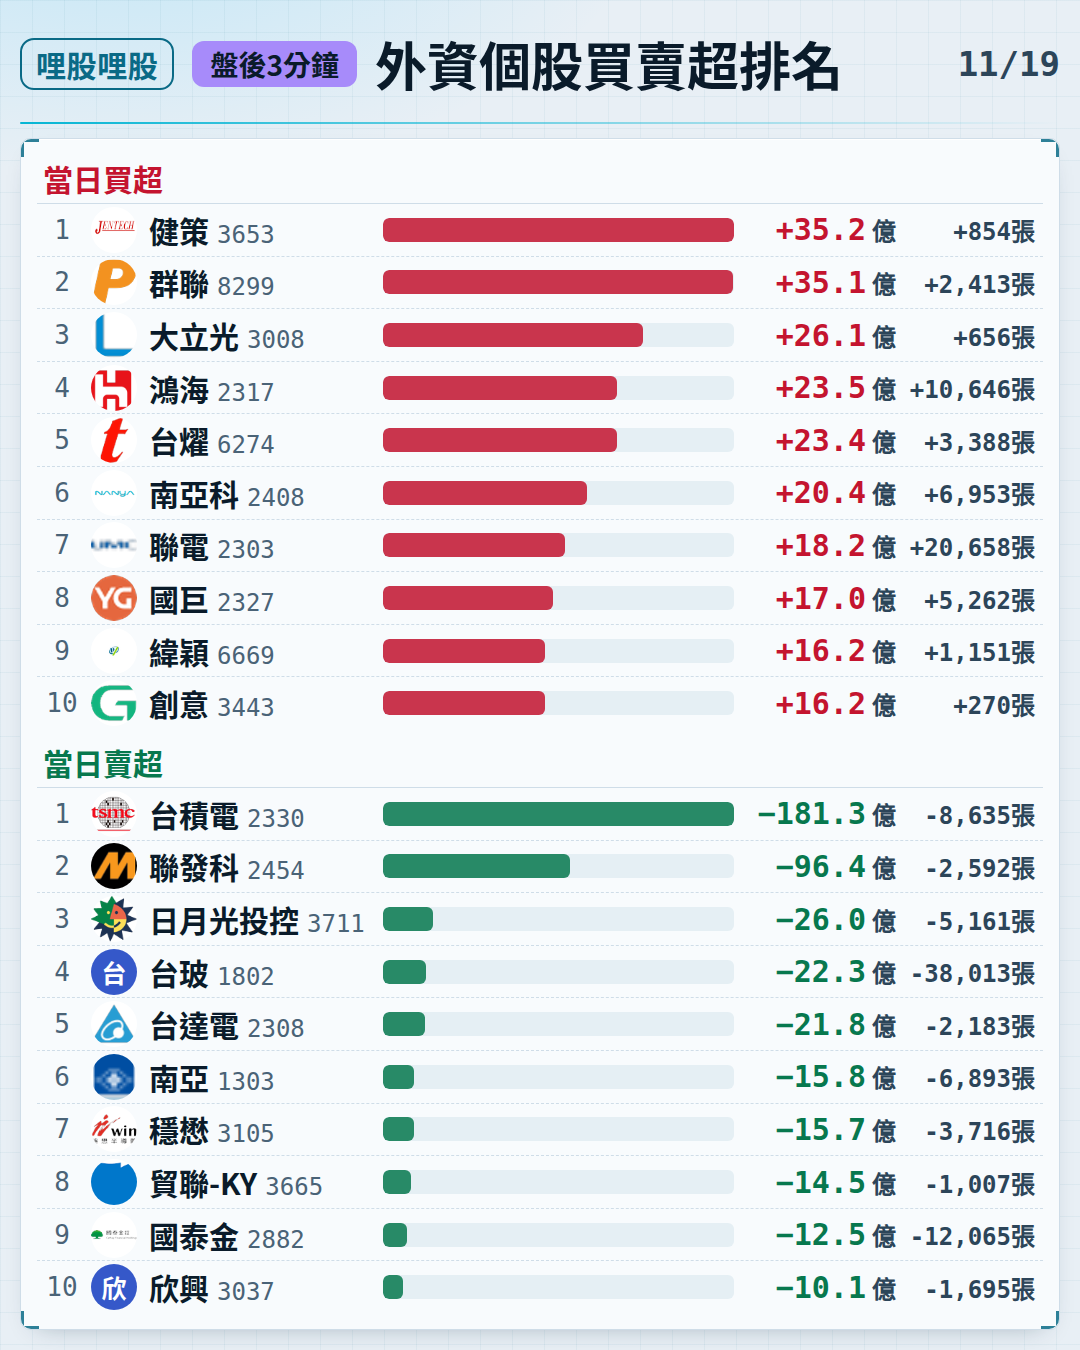 哩股哩股 盤後3分鐘 外資個股買賣超排名 11/19
當日買超
1 JENTECH 健策 3653 +35.2 億 +854張
2 群聯 8299 +35.1 億 +2,413張
3 大立光 3008 +26.1 億 +656張
4 鴻海 2317 +23.5 億 +10,646張
5 t 台燿 6274 +23.4 億 +3,388張
6 NANYA 南亞科 2408 +20.4 億 +6,953張
7 UMC 聯電 2303 +18.2 億 +20,658張
8 YG 國巨 2327 +17.0 億 +5,262張
9 緯穎 6669 +16.2 億 +1,151張
10 G 創意 3443 +16.2 億 +270張
當日賣超
1 tsmc 台積電 2330 −181.3 億 -8,635張
2 M 聯發科 2454 −96.4 億 -2,592張
3 日月光投控 3711 −26.0 億 -5,161張
4 台 台玻 1802 −22.3 億 -38,013張
5 台達電 2308 −21.8 億 -2,183張
6 南亞 1303 −15.8 億 -6,893張
7 win 穩懋 3105 −15.7 億 -3,716張
8 貿聯-KY 3665 −14.5 億 -1,007張
9 國泰金 2882 −12.5 億 -12,065張
10 欣 欣興 3037 −10.1 億 -1,695張